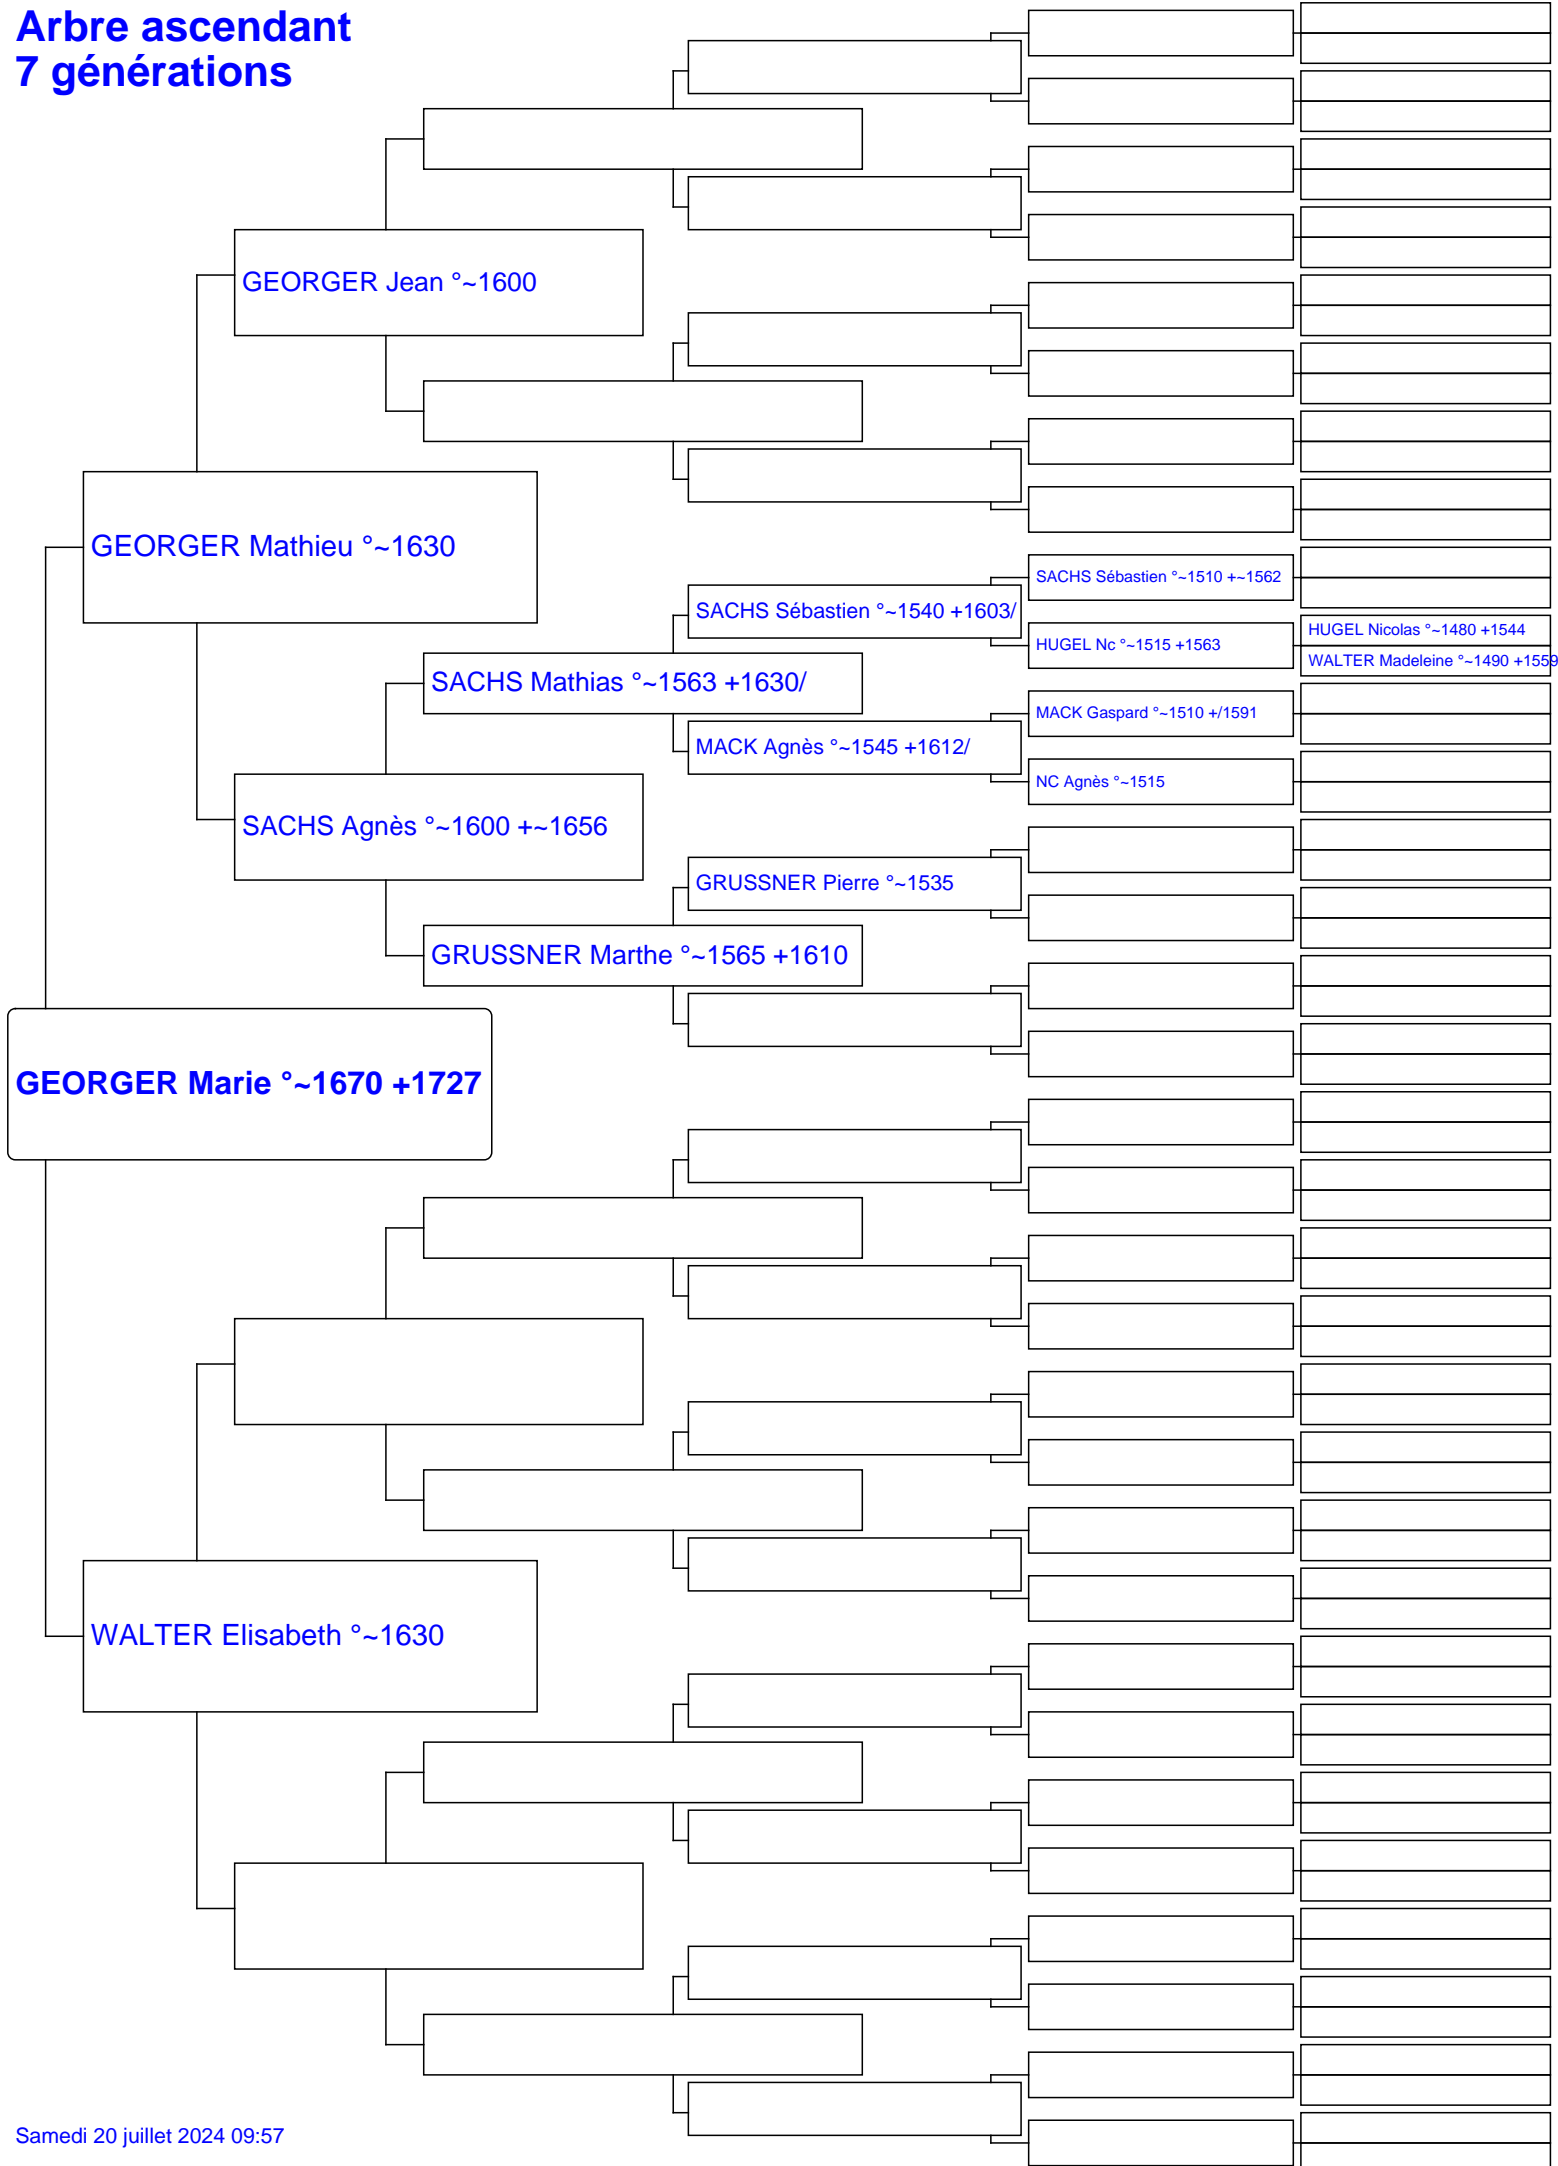 Arbre ascendant
7 générations
GEORGER Jean °~1600
GEORGER Mathieu °~1630
SACHS Sébastien °~1510 +~1562
SACHS Sébastien °~1540 +1603/
HUGEL Nicolas °~1480 +1544
HUGEL Nc °~1515 +1563
WALTER Madeleine °~1490 +1559
SACHS Mathias °~1563 +1630/
MACK Gaspard °~1510 +/1591
MACK Agnès °~1545 +1612/
NC Agnès °~1515
SACHS Agnès °~1600 +~1656
GRUSSNER Pierre °~1535
GRUSSNER Marthe °~1565 +1610
GEORGER Marie °~1670 +1727
WALTER Elisabeth °~1630
Samedi 20 juillet 2024 09:57